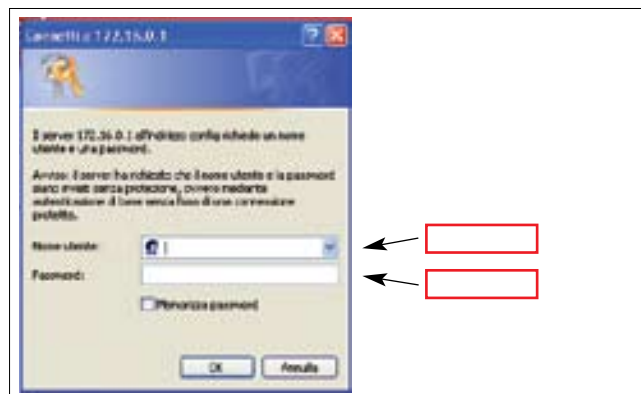 Connetti a 172.16.0.1
Il server 172.16.0.1 all'indirizzo config richiede un nome
utente e una password.
Avviso: il server ha richiesto che il nome utente e la password
siano inviati senza protezione, ovvero mediante
autenticazione di base senza l'uso di una connessione
protetta.
Nome utente:
Password:
Memorizza password
OK
Annulla